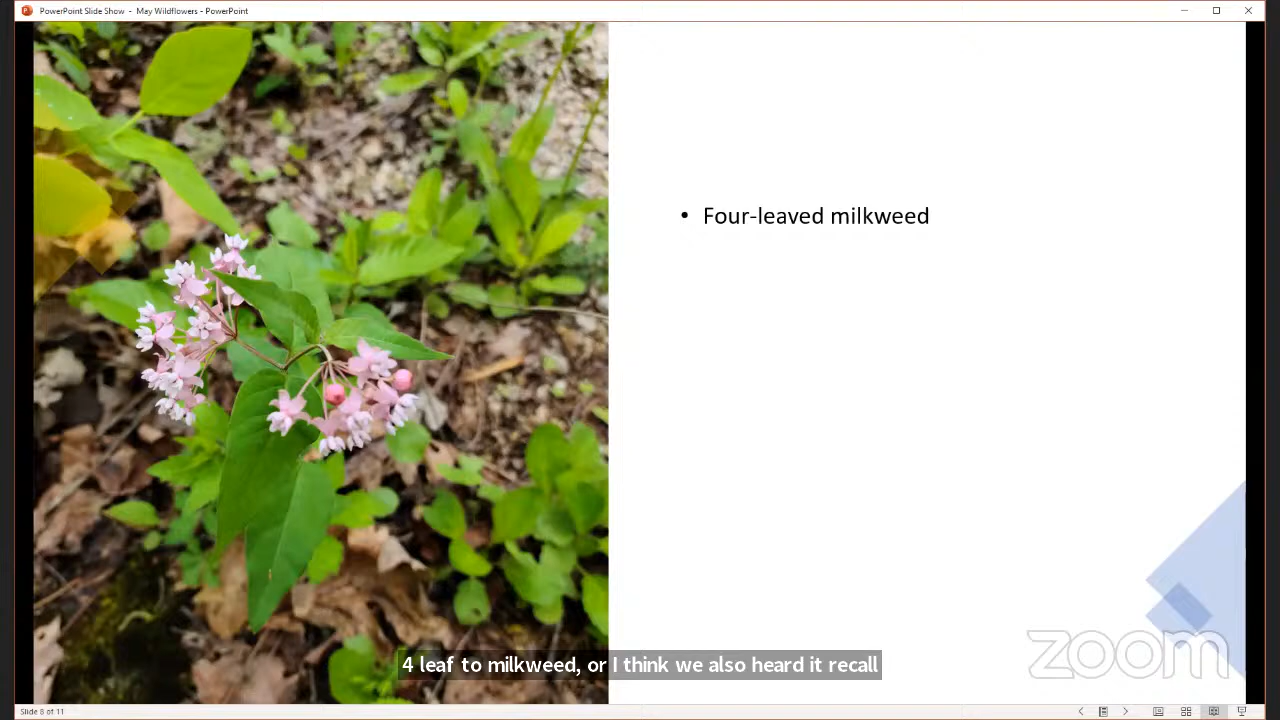 PowerPoint Slide Show - May Wildflowers - PowerPoint
• Four-leaved milkweed
zoom
4 leaf to milkweed, or I think we also heard it recall
Slide 8 of 11